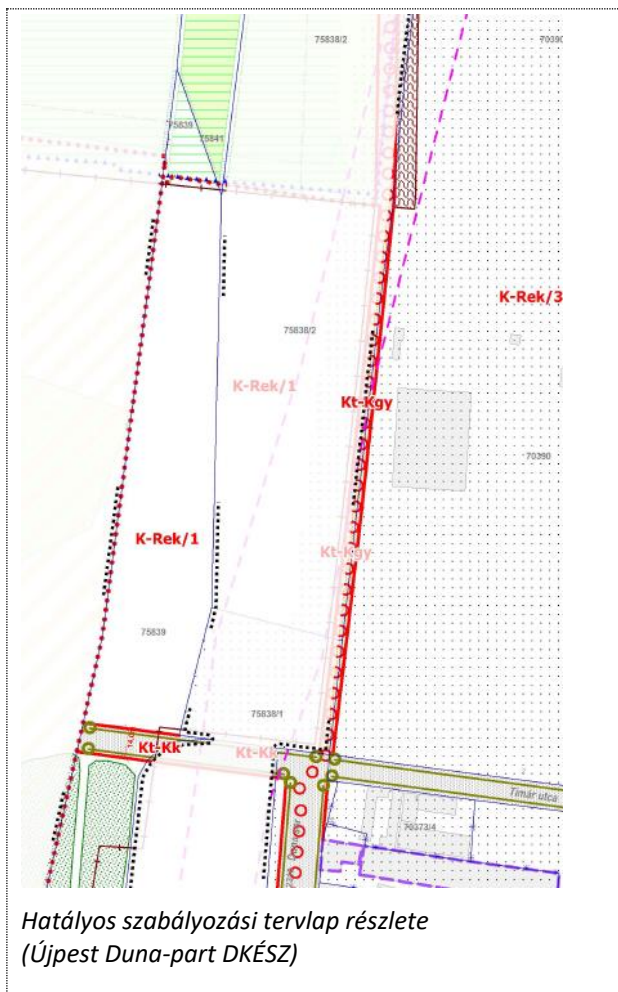 75838/2
70390
75839
75841
K-Rek/3
75838/2
K-Rek/1
Kt-Kgy
70390
K-Rek/1
Kt-Kgy
75839
75838/1
Kt-Kk
Kt-Kk
Tímár utca
70373/4
Hatályos szabályozási tervlap részlete
(Újpest Duna-part DKÉSZ)